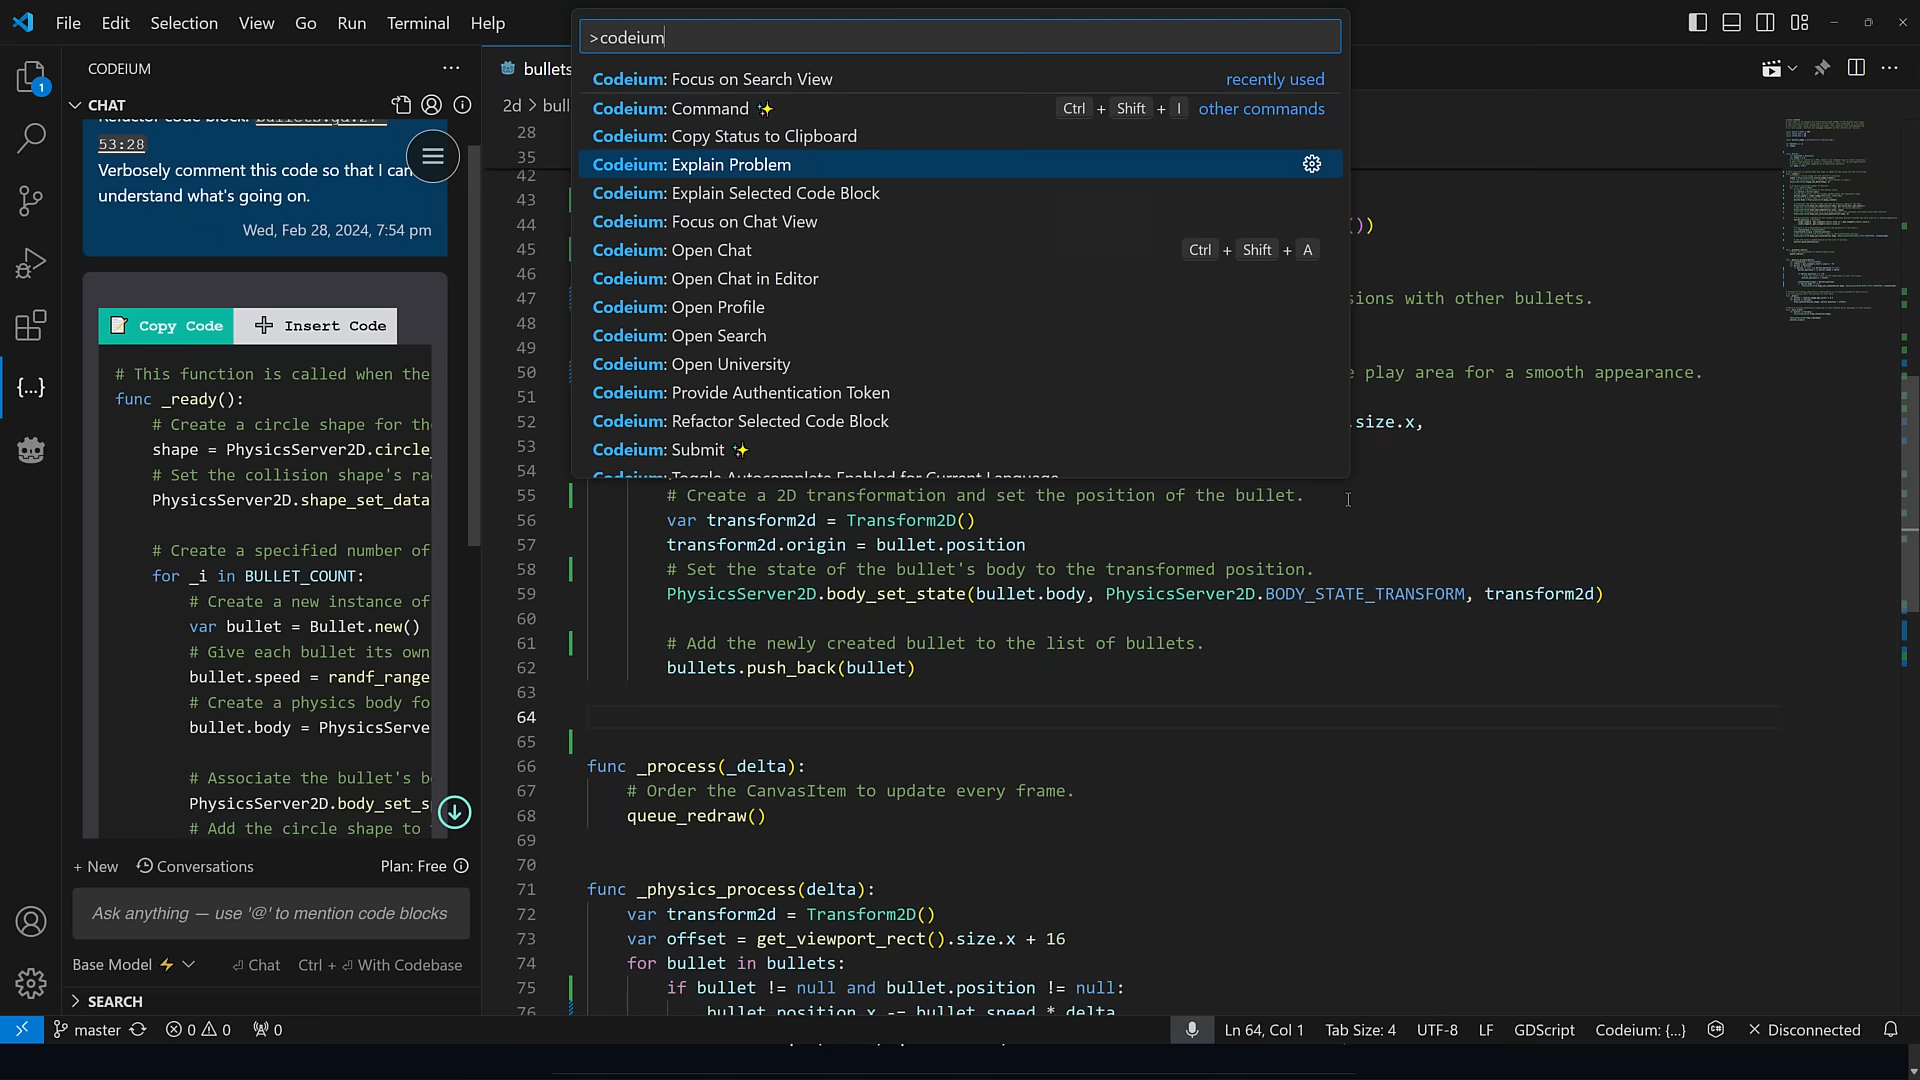 File Edit Selection View Go Run Terminal Help
>codeium
Codeium: Focus on Search View recently used
Codeium: Command ✨ Ctrl + Shift + I other commands
Codeium: Copy Status to Clipboard
Codeium: Explain Problem
Codeium: Explain Selected Code Block
Codeium: Focus on Chat View
Codeium: Open Chat Ctrl + Shift + A
Codeium: Open Chat in Editor
Codeium: Open Profile
Codeium: Open Search
Codeium: Open University
Codeium: Provide Authentication Token
Codeium: Refactor Selected Code Block
Codeium: Submit ✨
Codeium: Toggle Autocomplete Enabled for Current Language
1
CODEIUM
CHAT
Refactor code block:
53:28
Verbosely comment this code so that I can
understand what's going on.
Wed, Feb 28, 2024, 7:54 pm
Copy Code + Insert Code
# This function is called when the
func _ready():
# Create a circle shape for the
shape = PhysicsServer2D.circle_
# Set the collision shape's ra
PhysicsServer2D.shape_set_data
# Create a specified number of
for _i in BULLET_COUNT:
# Create a new instance of
var bullet = Bullet.new()
# Give each bullet its own
bullet.speed = randf_range
# Create a physics body fo
bullet.body = PhysicsServe
# Associate the bullet's b
PhysicsServer2D.body_set_s
# Add the circle shape to
+ New Conversations Plan: Free
Ask anything — use '@' to mention code blocks
Base Model ⚡ ⏎ Chat Ctrl + ⏎ With Codebase
SEARCH
bullets
2d > bull
28
35
42
43
44 ())
45
46
47 sions with other bullets.
48
49
50 e play area for a smooth appearance.
51
52 .size.x,
53
54
55 # Create a 2D transformation and set the position of the bullet.
56 var transform2d = Transform2D()
57 transform2d.origin = bullet.position
58 # Set the state of the bullet's body to the transformed position.
59 PhysicsServer2D.body_set_state(bullet.body, PhysicsServer2D.BODY_STATE_TRANSFORM, transform2d)
60
61 # Add the newly created bullet to the list of bullets.
62 bullets.push_back(bullet)
63
64
65
66 func _process(_delta):
67 # Order the CanvasItem to update every frame.
68 queue_redraw()
69
70
71 func _physics_process(delta):
72 var transform2d = Transform2D()
73 var offset = get_viewport_rect().size.x + 16
74 for bullet in bullets:
75 if bullet != null and bullet.position != null:
76 bullet.position.x -= bullet.speed * delta
master 0 0 0 Ln 64, Col 1 Tab Size: 4 UTF-8 LF GDScript Codeium: {...} Disconnected